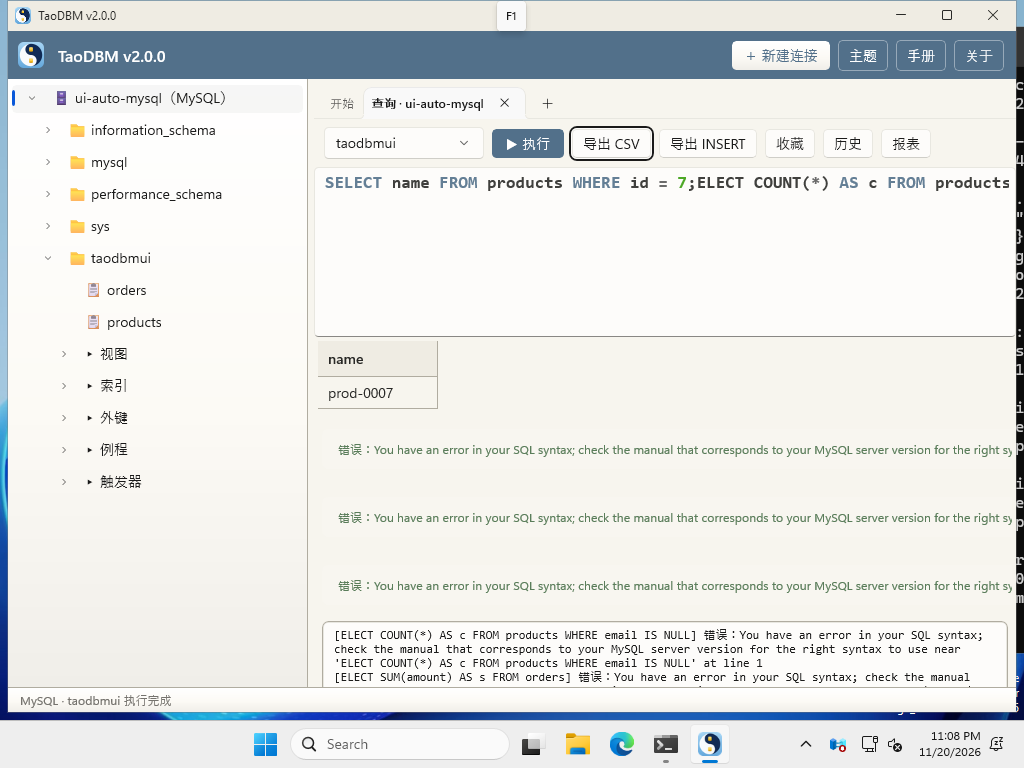 TaoDBM v2.0.0
F1
TaoDBM v2.0.0
+ 新建连接
主题
手册
关于
ui-auto-mysql（MySQL）
information_schema
mysql
performance_schema
sys
taodbmui
orders
products
视图
索引
外键
例程
触发器
开始
查询 · ui-auto-mysql
taodbmui
执行
导出 CSV
导出 INSERT
收藏
历史
报表
SELECT name FROM products WHERE id = 7;ELECT COUNT(*) AS c FROM products
name
prod-0007
错误：You have an error in your SQL syntax; check the manual that corresponds to your MySQL server version for the right sy
错误：You have an error in your SQL syntax; check the manual that corresponds to your MySQL server version for the right sy
错误：You have an error in your SQL syntax; check the manual that corresponds to your MySQL server version for the right sy
[ELECT COUNT(*) AS c FROM products WHERE email IS NULL] 错误：You have an error in your SQL syntax;
check the manual that corresponds to your MySQL server version for the right syntax to use near
'ELECT COUNT(*) AS c FROM products WHERE email IS NULL' at line 1
[ELECT SUM(amount) AS s FROM orders] 错误：You have an error in your SQL syntax; check the manual
MySQL · taodbmui 执行完成
Search
11:08 PM
11/20/2026